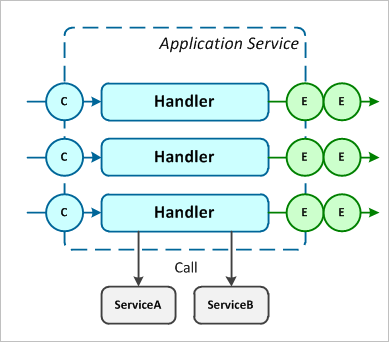 Application Service
C Handler E E
C Handler E E
C Handler E E
Call
ServiceA ServiceB